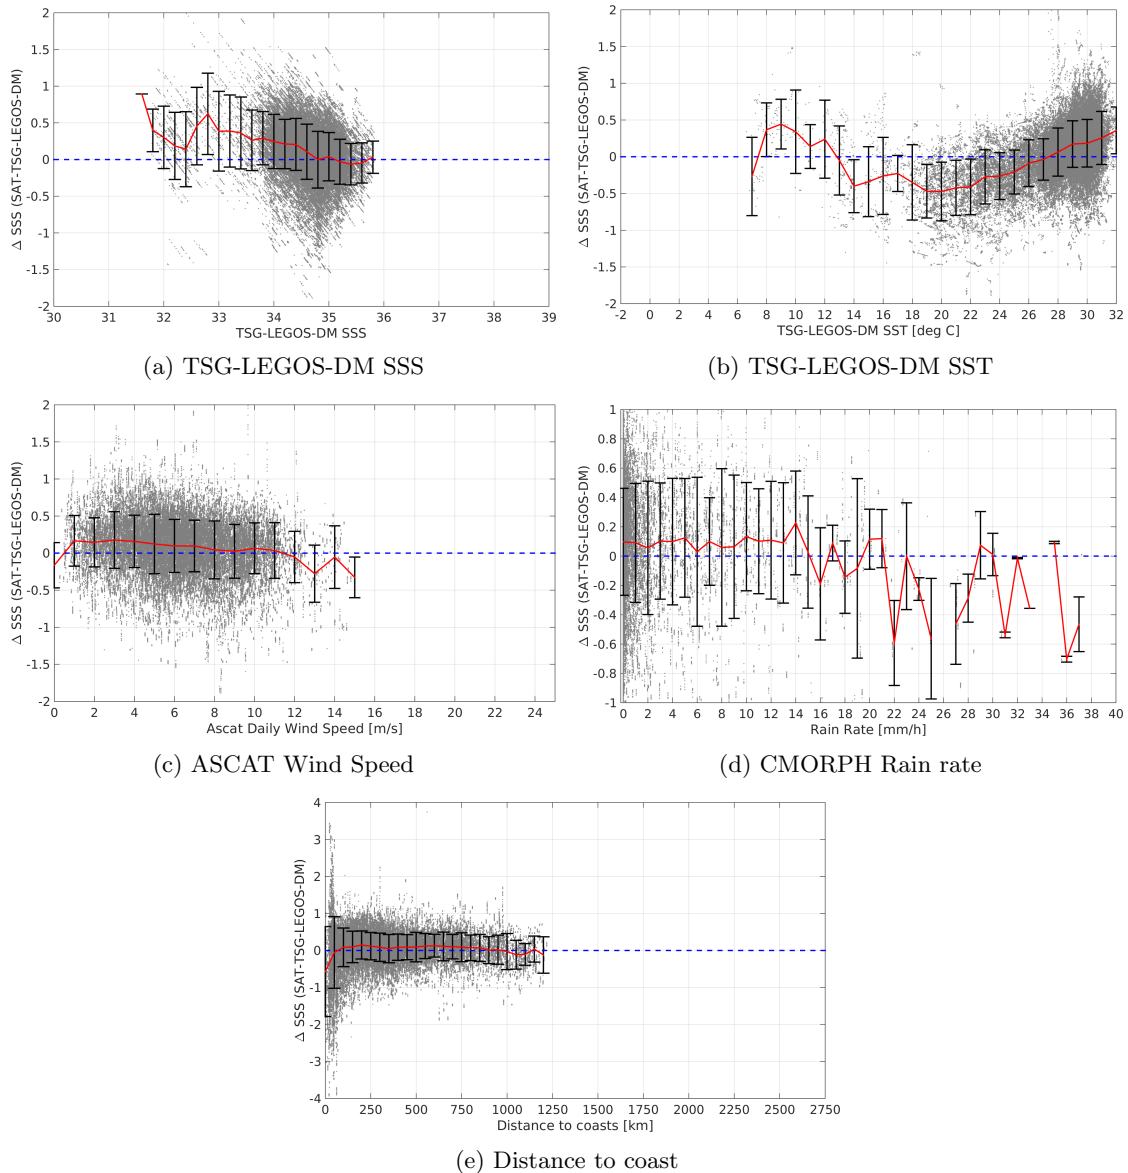 2
1.5
1
0.5
0
-0.5
-1
-1.5
-2
Δ SSS (SAT-TSG-LEGOS-DM)
30 31 32 33 34 35 36 37 38 39
TSG-LEGOS-DM SSS
(a) TSG-LEGOS-DM SSS
2
1.5
1
0.5
0
-0.5
-1
-1.5
-2
Δ SSS (SAT-TSG-LEGOS-DM)
-2 0 2 4 6 8 10 12 14 16 18 20 22 24 26 28 30 32
TSG-LEGOS-DM SST [deg C]
(b) TSG-LEGOS-DM SST
2
1.5
1
0.5
0
-0.5
-1
-1.5
-2
Δ SSS (SAT-TSG-LEGOS-DM)
0 2 4 6 8 10 12 14 16 18 20 22 24
Ascat Daily Wind Speed [m/s]
(c) ASCAT Wind Speed
1
0.8
0.6
0.4
0.2
0
-0.2
-0.4
-0.6
-0.8
-1
Δ SSS (SAT-TSG-LEGOS-DM)
0 2 4 6 8 10 12 14 16 18 20 22 24 26 28 30 32 34 36 38 40
Rain Rate [mm/h]
(d) CMORPH Rain rate
4
3
2
1
0
-1
-2
-3
-4
Δ SSS (SAT-TSG-LEGOS-DM)
0 250 500 750 1000 1250 1500 1750 2000 2250 2500 2750
Distance to coasts [km]
(e) Distance to coast